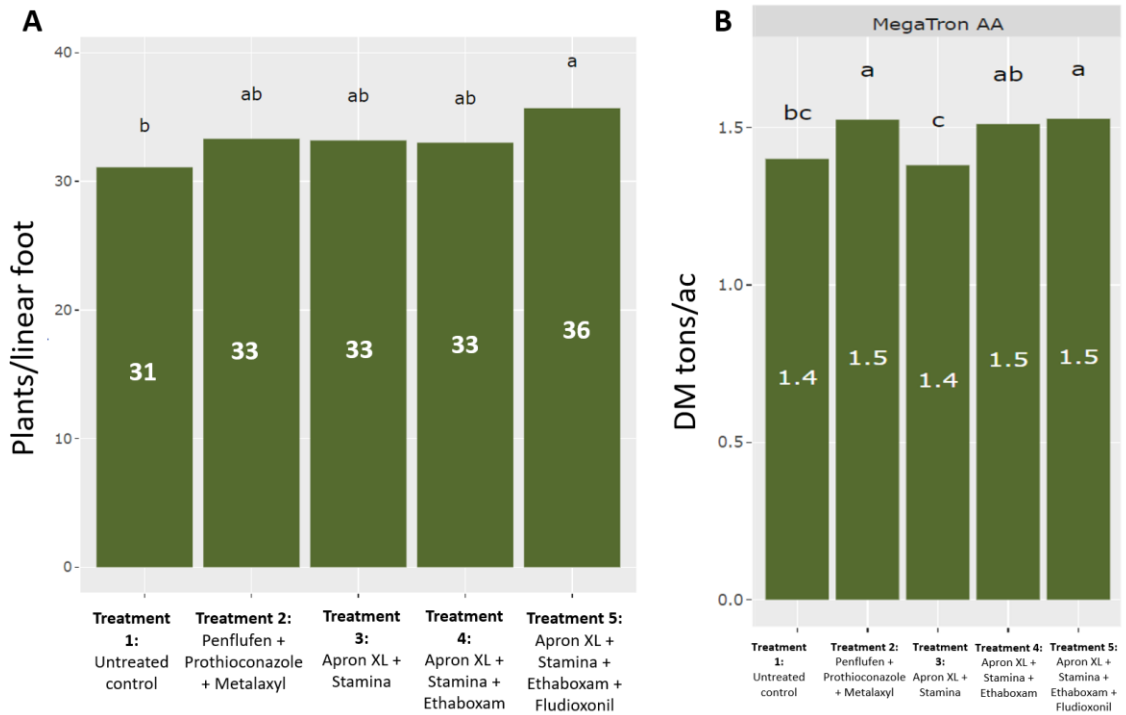 A
Plants/linear foot
40
30
20
10
0
b
ab
ab
ab
a
31
33
33
33
36
Treatment
1:
Untreated
control
Treatment 2:
Penflufen +
Prothioconazole
+ Metalaxyl
Treatment
3:
Apron XL +
Stamina
Treatment
4:
Apron XL +
Stamina +
Ethaboxam
Treatment 5:
Apron XL +
Stamina +
Ethaboxam +
Fludioxonil
B
MegaTron AA
DM tons/ac
1.5
1.0
0.5
0.0
bc
a
c
ab
a
1.4
1.5
1.4
1.5
1.5
Treatment
1:
Untreated
control
Treatment 2:
Penflufen +
Prothioconazole
+ Metalaxyl
Treatment
3:
Apron XL +
Stamina
Treatment 4:
Apron XL +
Stamina +
Ethaboxam
Treatment 5:
Apron XL +
Stamina +
Ethaboxam +
Fludioxonil